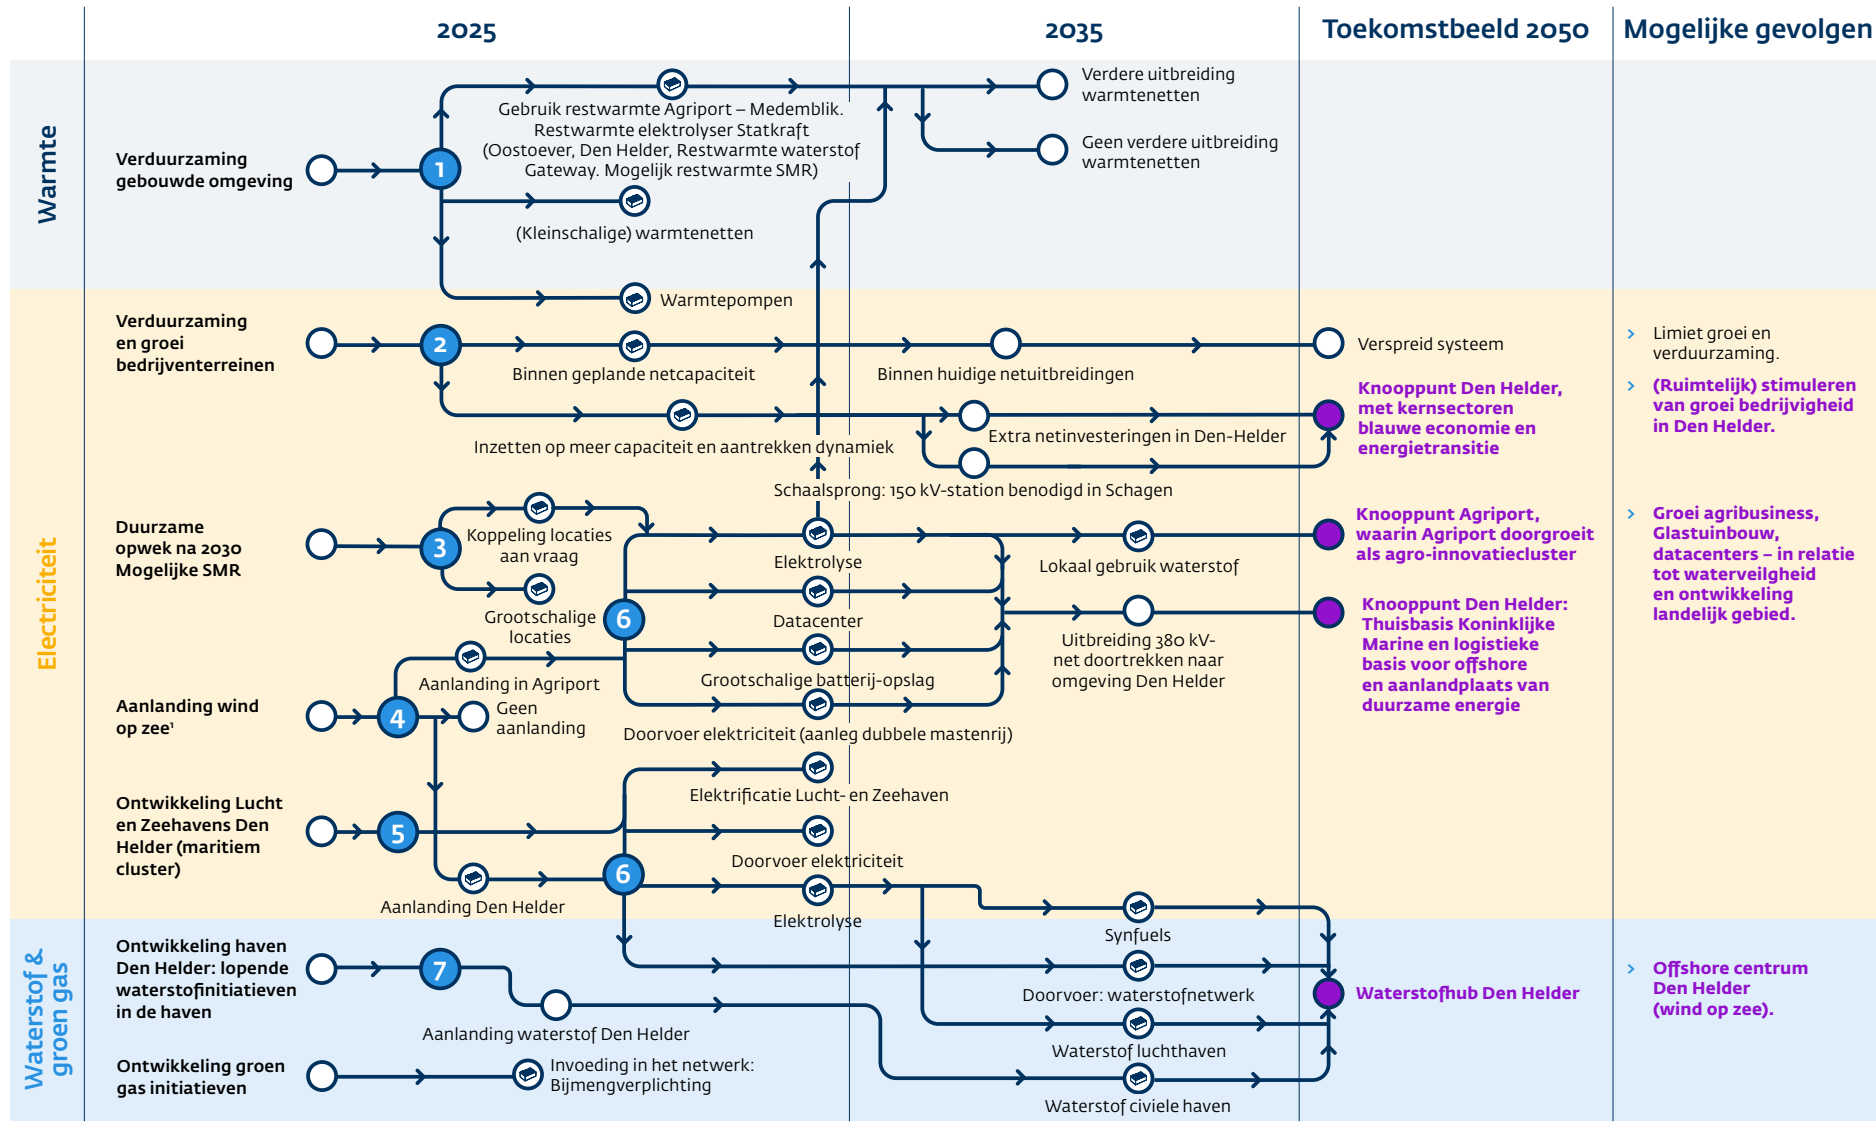 2025
2035
Toekomstbeeld 2050
Mogelijke gevolgen
Warmte
Verduurzaming
gebouwde omgeving
1
Gebruik restwarmte Agriport – Medemblik.
Restwarmte elektrolyser Statkraft
(Oostoever, Den Helder, Restwarmte waterstof
Gateway. Mogelijk restwarmte SMR)
(Kleinschalige) warmtenetten
Warmtepompen
Verdere uitbreiding
warmtenetten
Geen verdere uitbreiding
warmtenetten
Electriciteit
Verduurzaming
en groei
bedrijventerreinen
2
Binnen geplande netcapaciteit
Binnen huidige netuitbreidingen
Verspreid systeem
Limiet groei en
verduurzaming.
Inzetten op meer capaciteit en aantrekken dynamiek
Extra netinvesteringen in Den-Helder
Schaalsprong: 150 kV-station benodigd in Schagen
Knooppunt Den Helder,
met kernsectoren
blauwe economie en
energietransitie
(Ruimtelijk) stimuleren
van groei bedrijvigheid
in Den Helder.
Duurzame
opwek na 2030
Mogelijke SMR
3
Koppeling locaties
aan vraag
Grootschalige
locaties
6
Elektrolyse
Datacenter
Grootschalige batterij-opslag
Doorvoer elektriciteit (aanleg dubbele mastenrij)
Lokaal gebruik waterstof
Uitbreiding 380 kV-
net doortrekken naar
omgeving Den Helder
Knooppunt Agriport,
waarin Agriport doorgroeit
als agro-innovatiecluster
Knooppunt Den Helder:
Thuisbasis Koninklijke
Marine en logistieke
basis voor offshore
en aanlandplaats van
duurzame energie
Groei agribusiness,
Glastuinbouw,
datacenters – in relatie
tot waterveilgheid
en ontwikkeling
landelijk gebied.
Aanlanding wind
op zee¹
4
Aanlanding in Agriport
Geen
aanlanding
Ontwikkeling Lucht
en Zeehavens Den
Helder (maritiem
cluster)
5
Aanlanding Den Helder
6
Elektrificatie Lucht- en Zeehaven
Doorvoer elektriciteit
Elektrolyse
Synfuels
Waterstof &
groen gas
Ontwikkeling haven
Den Helder: lopende
waterstofinitiatieven
in de haven
7
Aanlanding waterstof Den Helder
Doorvoer: waterstofnetwerk
Waterstof luchthaven
Waterstof civiele haven
Waterstofhub Den Helder
Offshore centrum
Den Helder
(wind op zee).
Ontwikkeling groen
gas initiatieven
Invoeding in het netwerk:
Bijmengverplichting